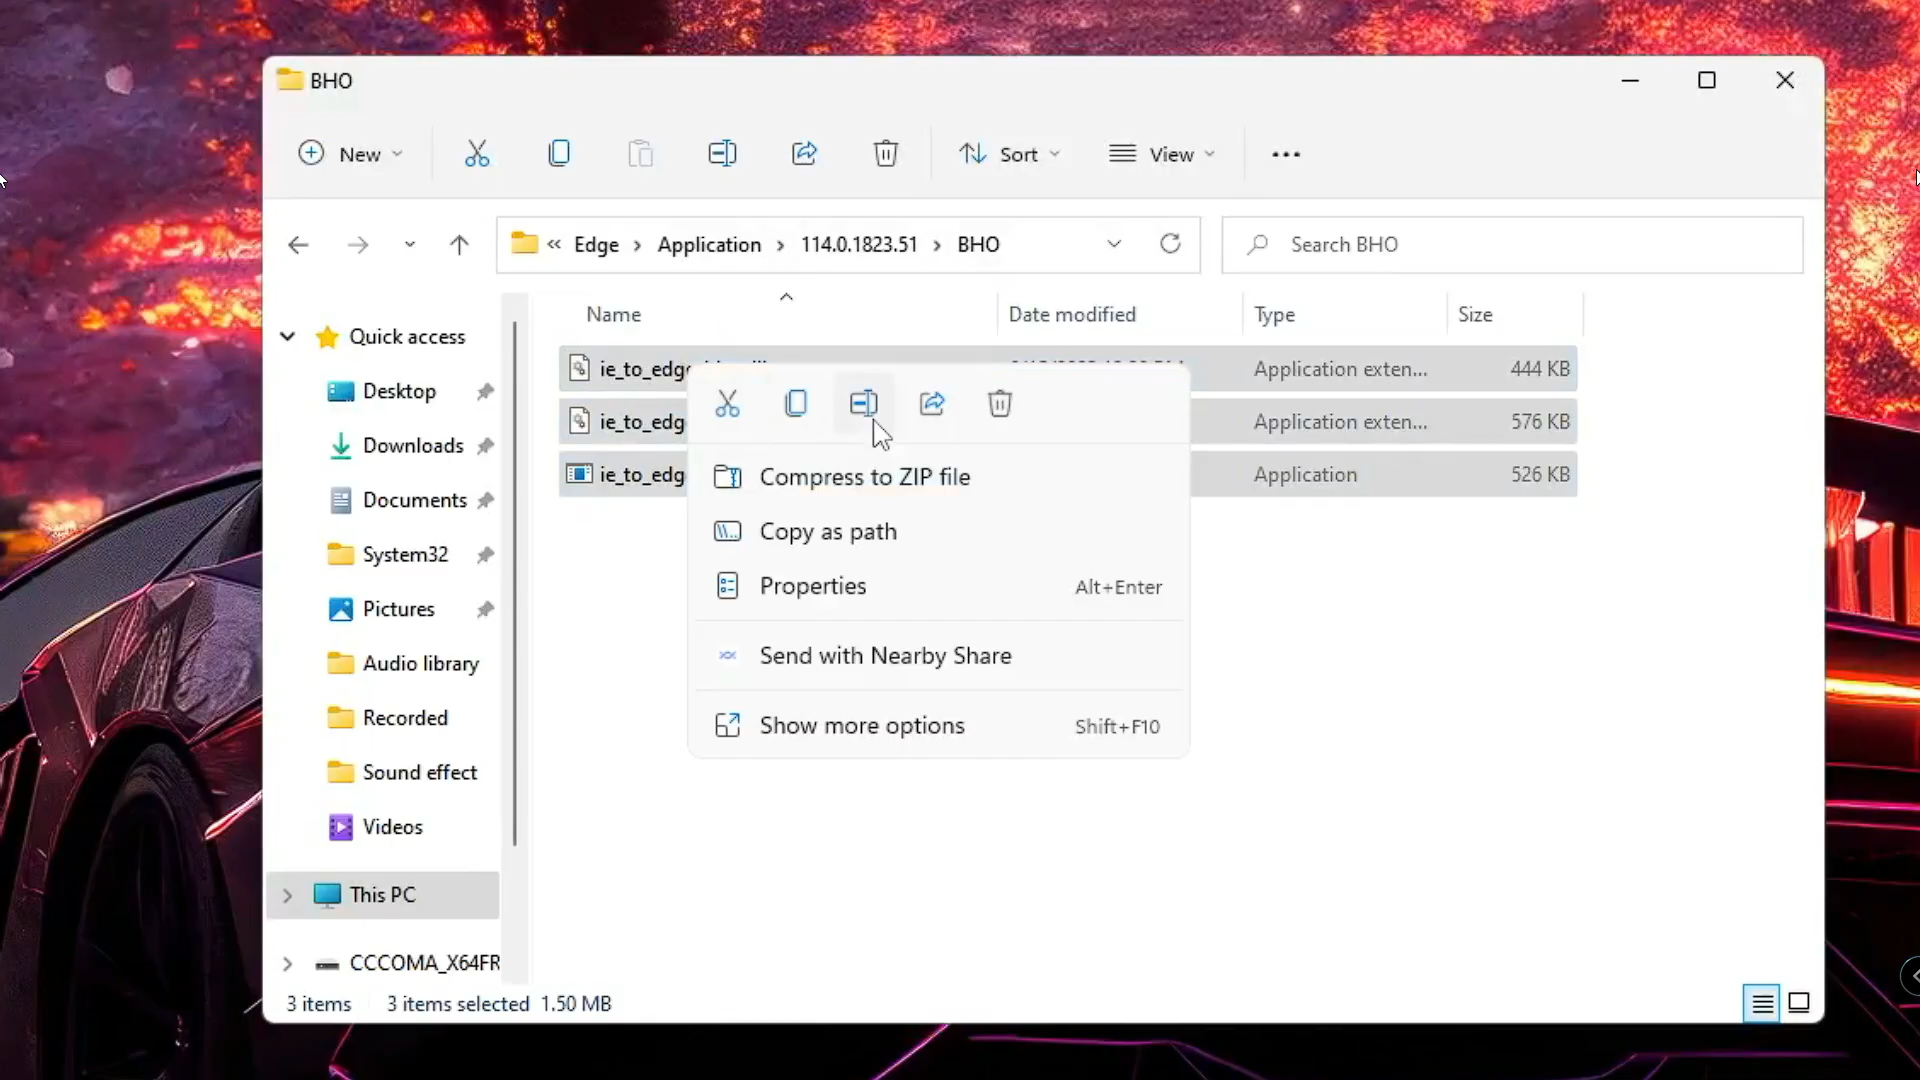 BHO
New
Sort
View
« Edge > Application > 114.0.1823.51 > BHO
Search BHO
Name Date modified Type Size
Quick access
Desktop
Downloads
Documents
System32
Pictures
Audio library
Recorded
Sound effect
Videos
This PC
CCCOMA_X64FR
ie_to_edg Application exten... 444 KB
ie_to_edg Application exten... 576 KB
ie_to_edg Application 526 KB
Compress to ZIP file
Copy as path
Properties Alt+Enter
Send with Nearby Share
Show more options Shift+F10
3 items 3 items selected 1.50 MB